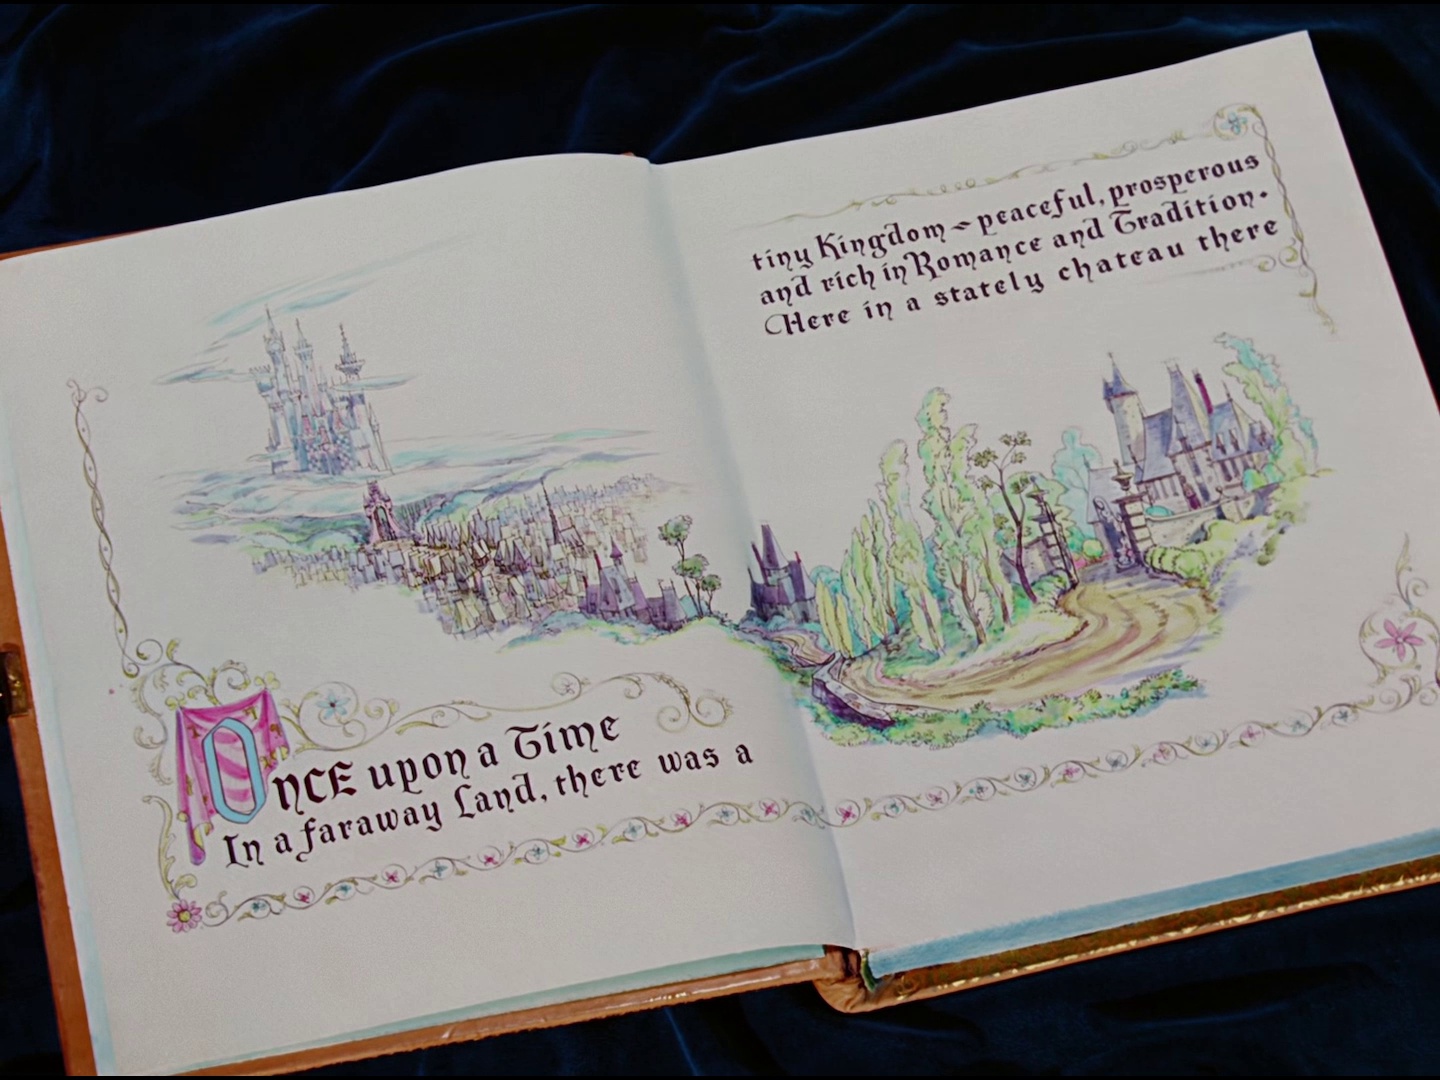 ONCE upon a Time
In a faraway Land, there was a
tiny Kingdom - peaceful, prosperous
and rich in Romance and Tradition.
Here in a stately chateau there